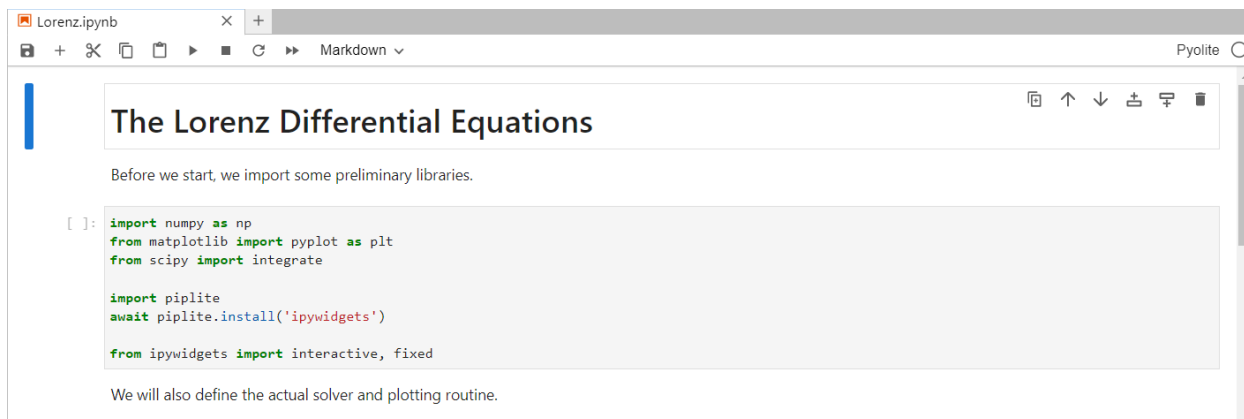 Lorenz.ipynb
Markdown
Pyolite
The Lorenz Differential Equations
Before we start, we import some preliminary libraries.
[ ]:
import numpy as np
from matplotlib import pyplot as plt
from scipy import integrate
import piplite
await piplite.install('ipywidgets')
from ipywidgets import interactive, fixed
We will also define the actual solver and plotting routine.